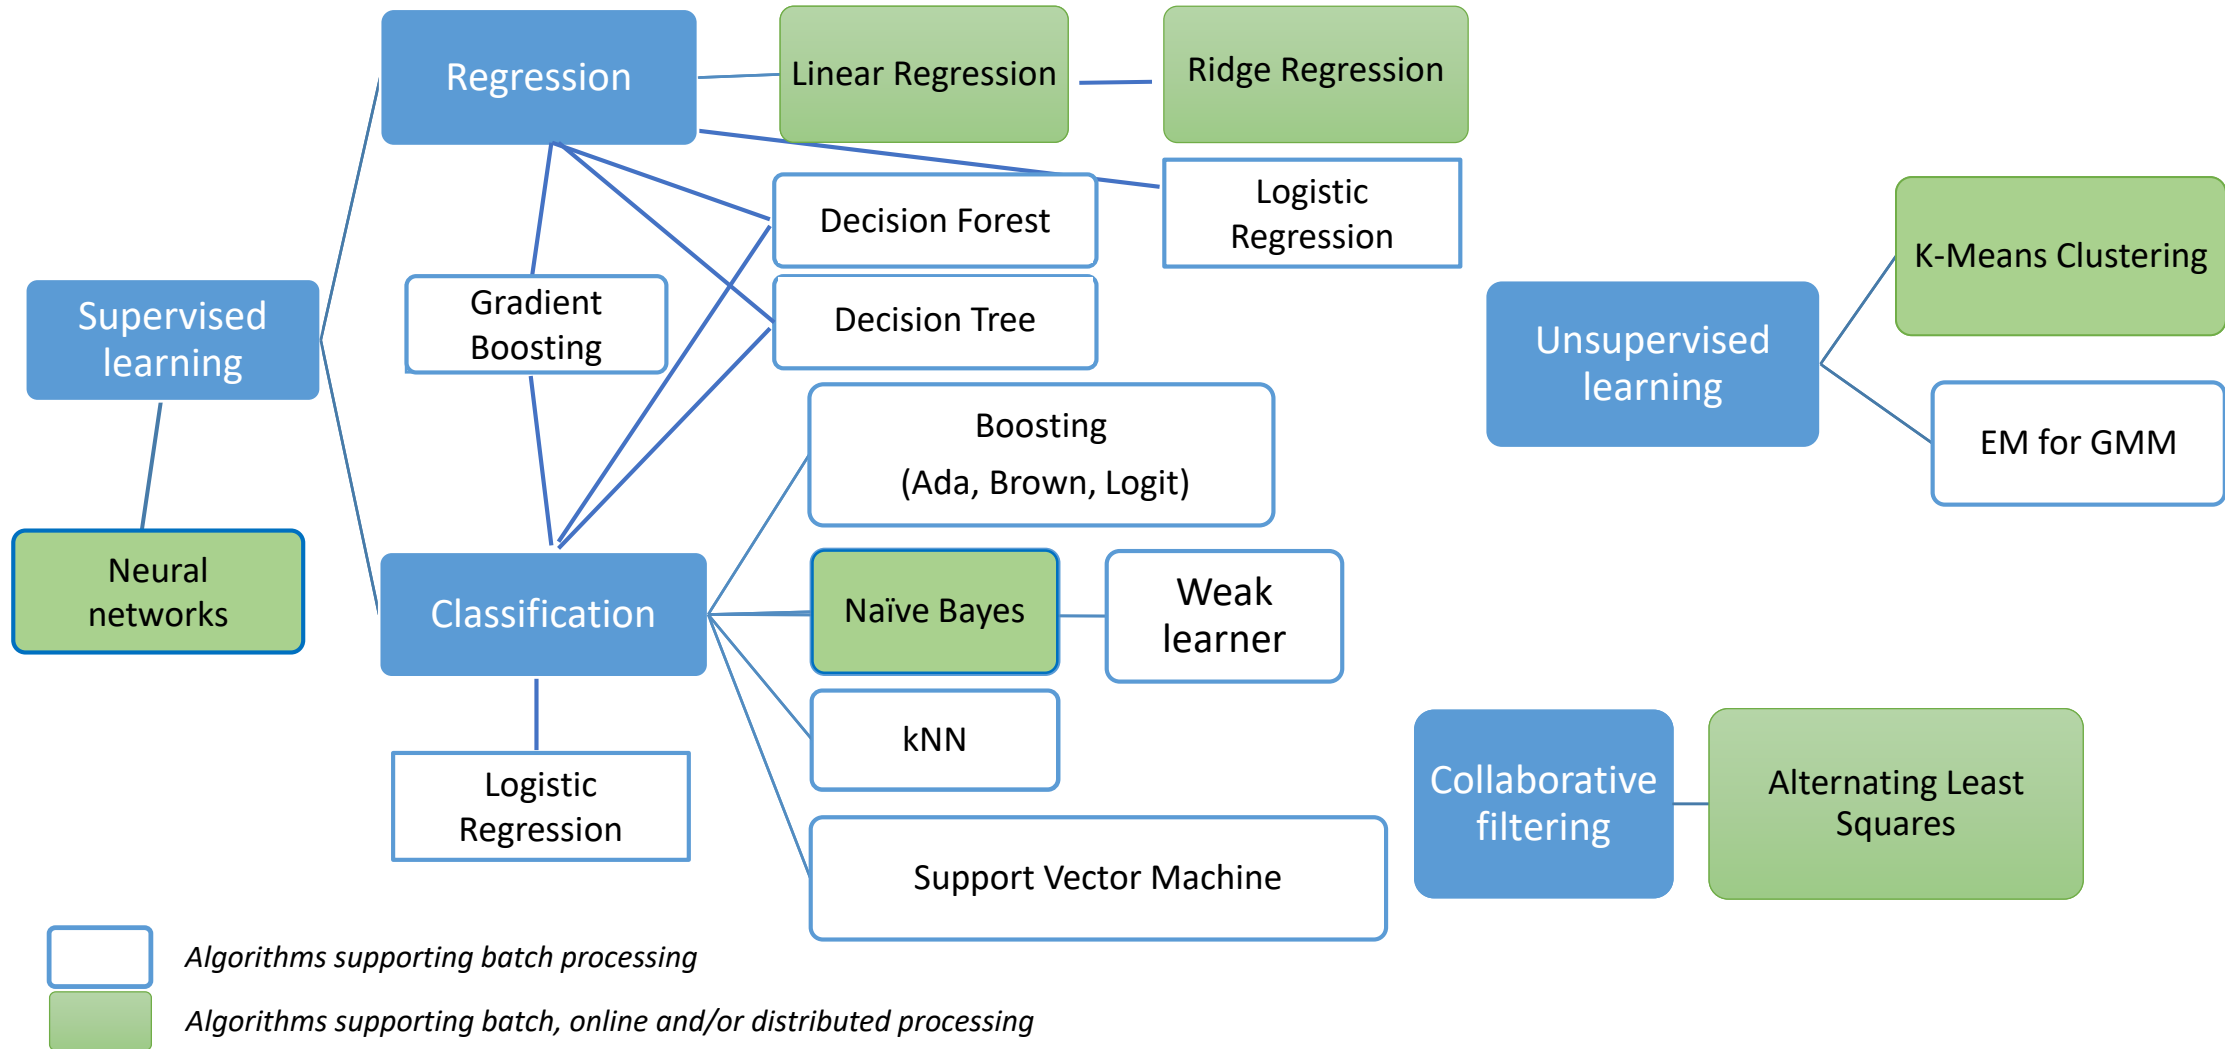 Regression
Linear Regression
Ridge Regression
Logistic
Regression
Decision Forest
Gradient
Boosting
Decision Tree
Supervised
learning
Neural
networks
Boosting
(Ada, Brown, Logit)
Classification
Naïve Bayes
Weak
learner
kNN
Logistic
Regression
Support Vector Machine
K-Means Clustering
Unsupervised
learning
EM for GMM
Collaborative
filtering
Alternating Least
Squares
Algorithms supporting batch processing
Algorithms supporting batch, online and/or distributed processing